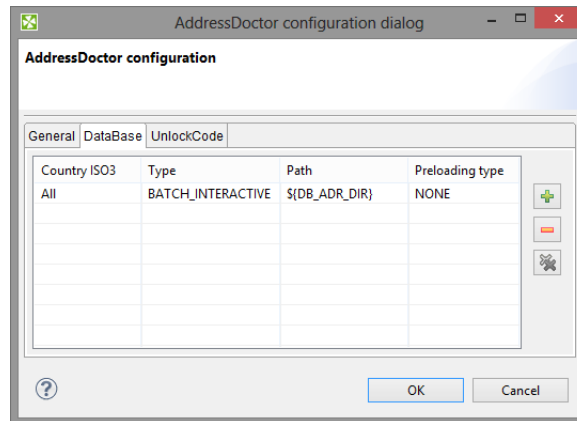 AddressDoctor configuration dialog
AddressDoctor configuration
General DataBase UnlockCode
Country ISO3 Type Path Preloading type
All BATCH_INTERACTIVE ${DB_ADR_DIR} NONE
OK Cancel